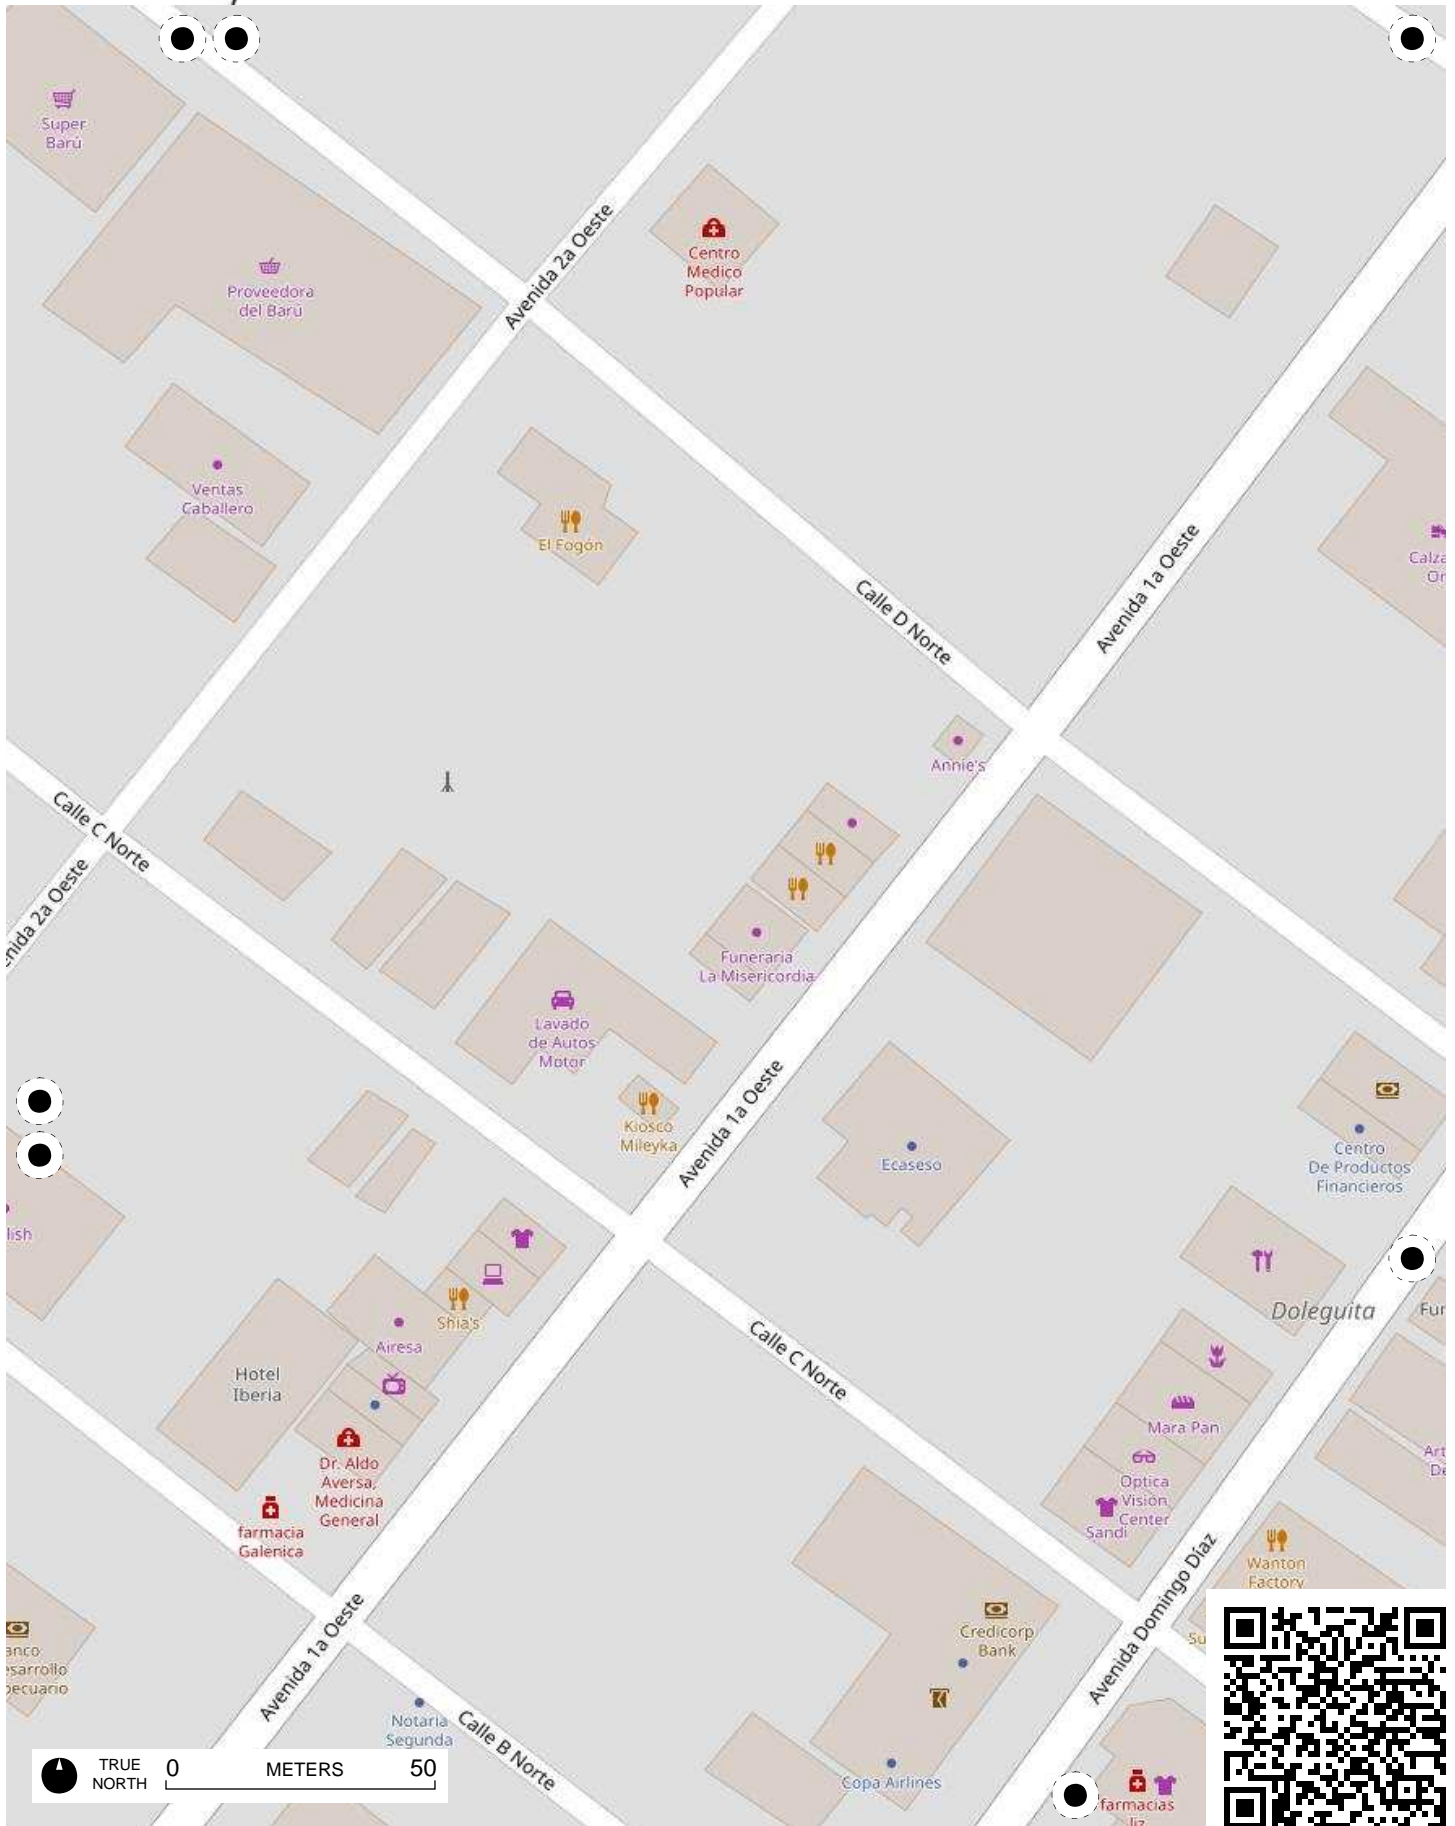 Super
Barú
Proveedora
del Barú
Avenida 2a Oeste
Centro
Medico
Popular
Ventas
Caballero
El Fogón
Calle D Norte
Avenida 1a Oeste
Annie's
Calle C Norte
Funeraria
La Misericordia
Lavado
de Autos
Motor
Kiosco
Mileyka
Avenida 1a Oeste
Ecaseso
Centro
De Productos
Financieros
Doleguita
Shia's
Airesa
Hotel
Iberia
Calle C Norte
Mara Pan
Optica
Vision
Center
Sandi
Dr. Aldo
Aversa,
Medicina
General
farmacia
Galenica
Wanton
Factory
Avenida Domingo Díaz
Credicorp
Bank
Avenida 1a Oeste
Notaria
Segunda
Calle B Norte
Copa Airlines
farmacias
TRUE
NORTH
0 METERS 50